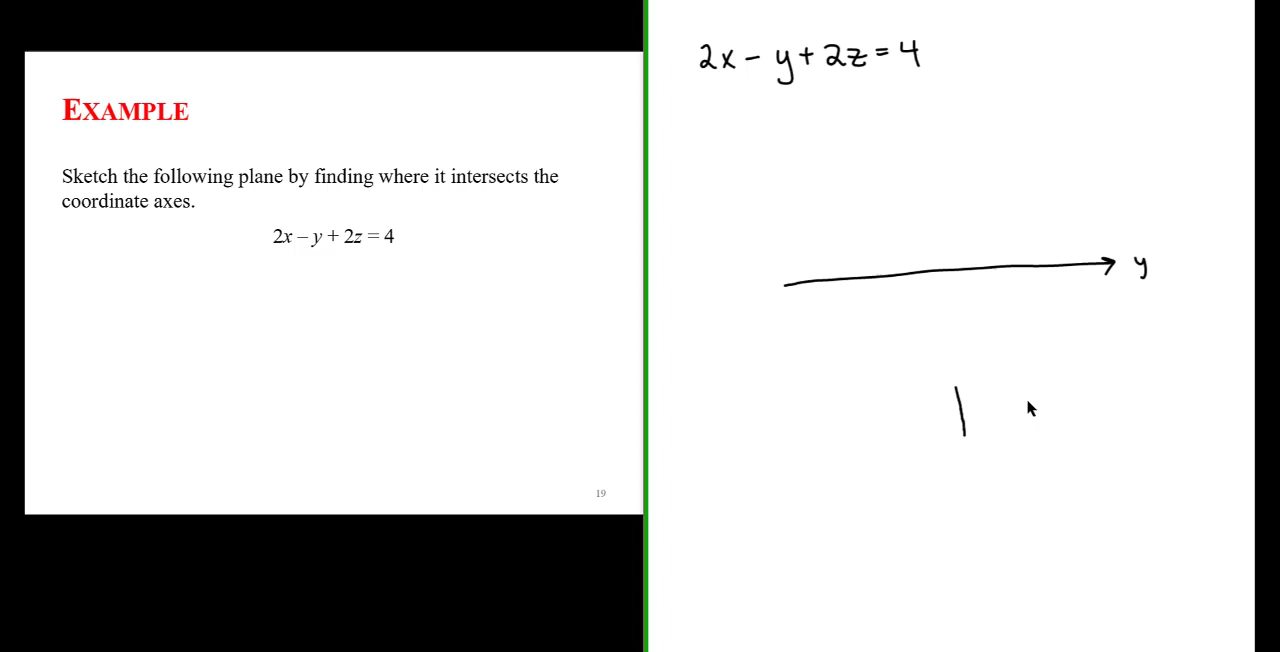 EXAMPLE
Sketch the following plane by finding where it intersects the
coordinate axes.
2x – y + 2z = 4
19
2x - y + 2z = 4
y